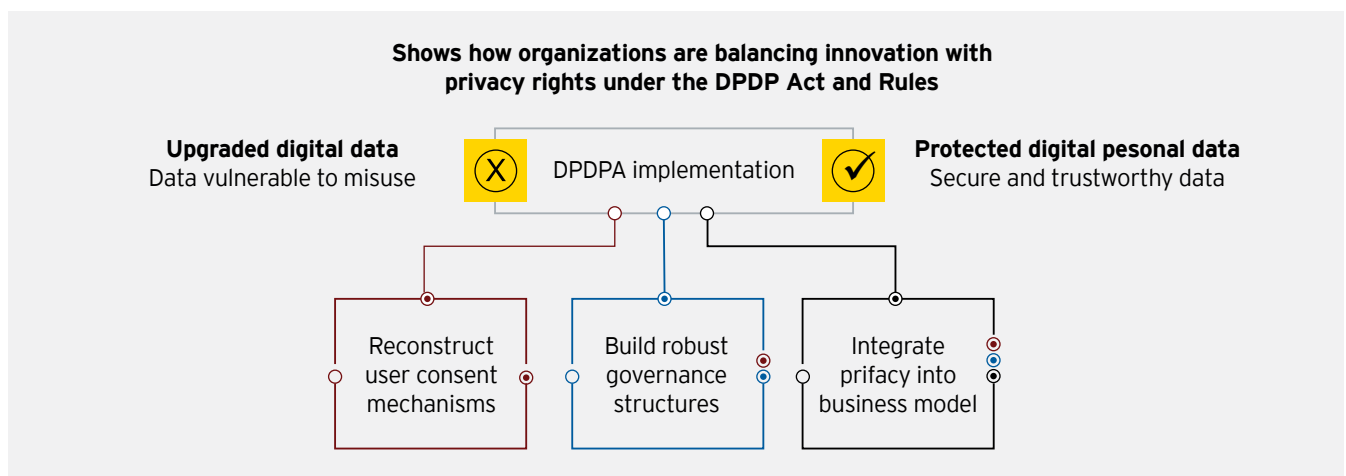 Shows how organizations are balancing innovation with
privacy rights under the DPDP Act and Rules
Upgraded digital data
Data vulnerable to misuse
X
DPDPA implementation
Protected digital pesonal data
Secure and trustworthy data
Reconstruct
user consent
mechanisms
Build robust
governance
structures
Integrate
prifacy into
business model